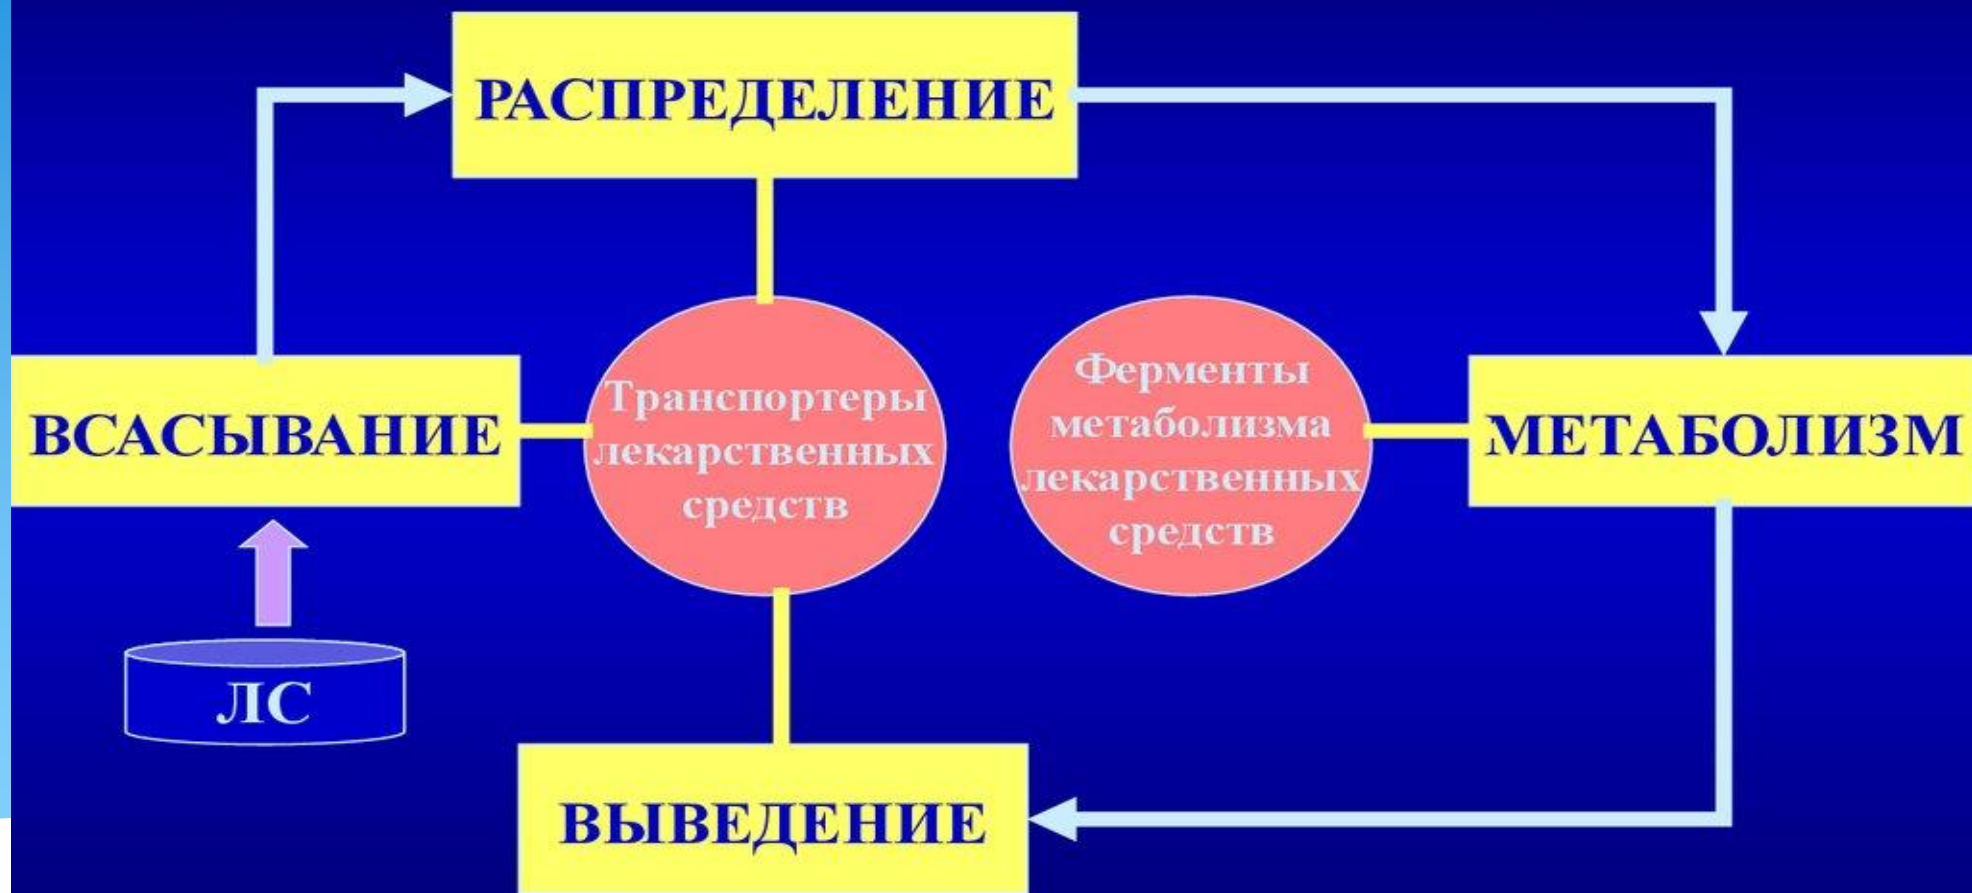 РАСПРЕДЕЛЕНИЕ
ВСАСЫВАНИЕ
Транспортеры
лекарственных
средств
Ферменты
метаболизма
лекарственных
средств
МЕТАБОЛИЗМ
ЛС
ВЫВЕДЕНИЕ